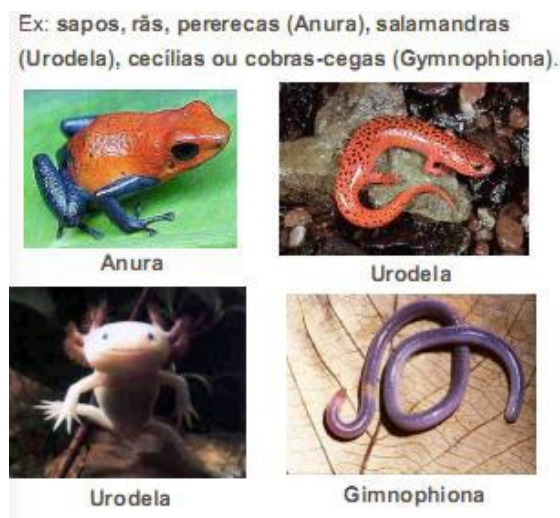 Ex: sapos, rãs, pererecas (Anura), salamandras
(Urodela), cecílias ou cobras-cegas (Gymnophiona).
Anura
Urodela
Urodela
Gimnophiona